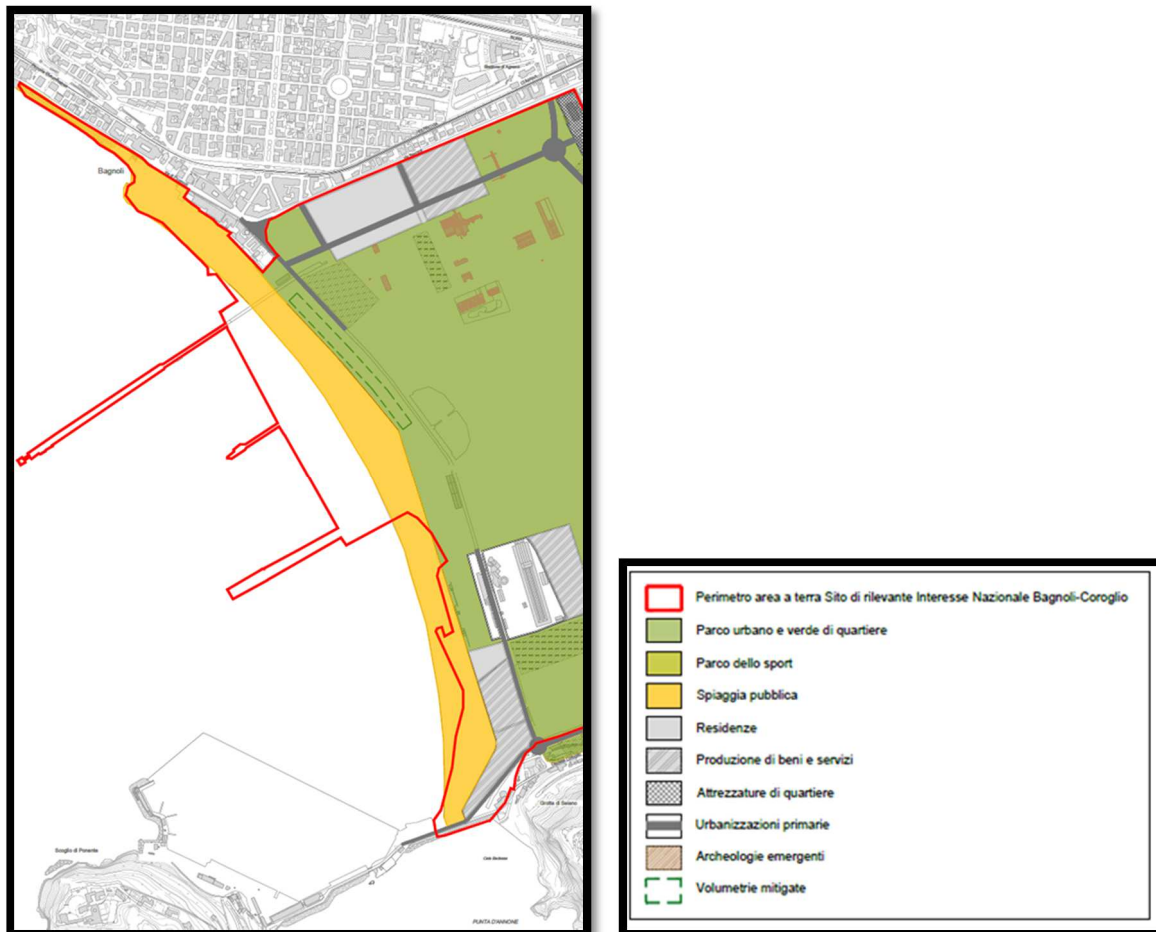 Bagnoli
Scoglio di Ponente
Grotta di Seiano
PUNTA D'ANNONE
Perimetro area a terra Sito di rilevante Interesse Nazionale Bagnoli-Coroglio
Parco urbano e verde di quartiere
Parco dello sport
Spiaggia pubblica
Residenze
Produzione di beni e servizi
Attrezzature di quartiere
Urbanizzazioni primarie
Archeologie emergenti
Volumetrie mitigate